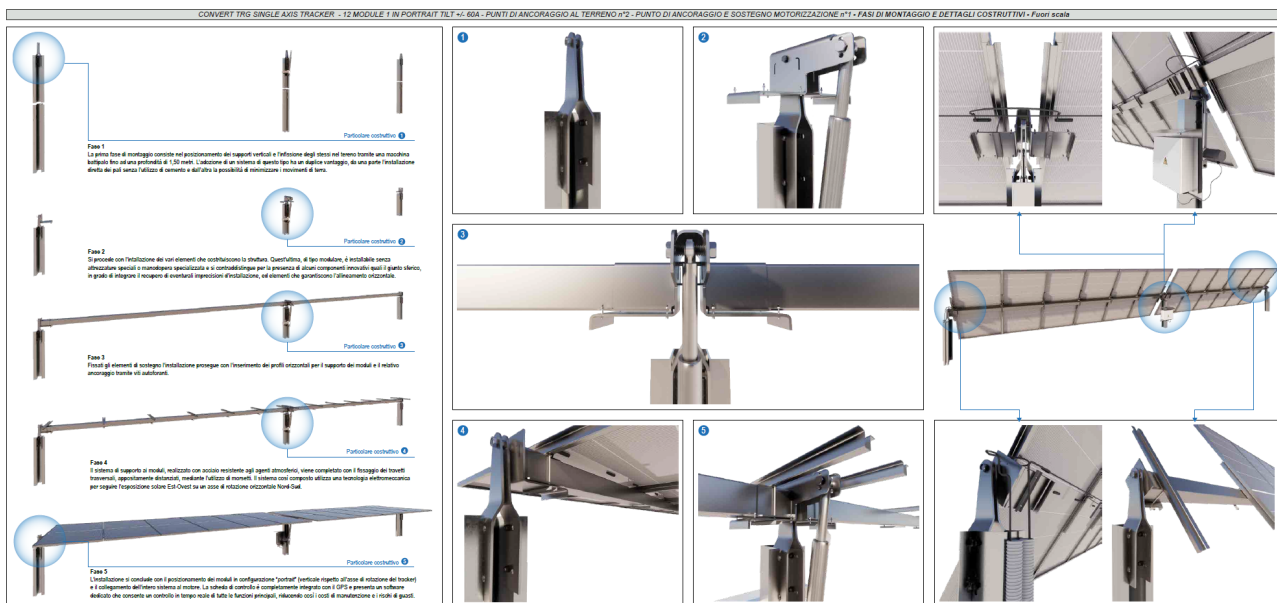 CONVERT TRG SINGLE AXIS TRACKER - 12 MODULE 1 IN PORTRAIT TILT +/- 60A - PUNTI DI ANCORAGGIO AL TERRENO n°2 - PUNTO DI ANCORAGGIO E SOSTEGNO MOTORIZZAZIONE n°1 • FASI DI MONTAGGIO E DETTAGLI COSTRUTTIVI • Fuori scala
Particolare costruttivo 1
Fase 1
La prima fase di montaggio consiste nel posizionamento dei supporti verticali e l'infissione degli stessi nel tereno tramite una macchina
battipalo fino ad una profondità di 1,50 metri. L'adozione di un sistema di questo tipo ha un duplice vantaggio, da una parte l'installazione
diretta dei pali senza l'utilizzo di cemento e dall'altra la possibilità di minimizzare i movimenti di terra.
Particolare costruttivo 2
Fase 2
Si procede con l'intallazione dei vari elementi che costituiscono la struttura. Quest'ultima, di tipo modulare, è installabile senza
attrezzature speciali o manodopera specializzata e si contraddistingue per la presenza di alcuni componenti innovativi quali il giunto sferico,
in grado di integrare il recupero di eventurali imprecisioni d'installazione, ed elementi che garantiscono l'allineamento orizzontale.
Particolare costruttivo 3
Fase 3
Fissati gli elementi di sostegno l'installazione prosegue con l'inserimento dei profili orizzontali per il supporto dei moduli e il relativo
ancoraggio tramite viti autoforanti.
Particolare costruttivo 4
Fase 4
Il sistema di supporto ai moduli, realizzato con acciaio resistente agli agenti atmosferici, viene completato con il fissaggio dei travetti
trasversali, appositamente distanziati, mediante l'utilizzo di morsetti. Il sistema così composto utilizza una tecnologia elettromeccanica
per seguire l'esposizione solare Est-Ovest su un asse di rotazione orizzontale Nord-Sud.
Particolare costruttivo 5
Fase 5
L'installazione si conclude con il posizionamento dei moduli in configurazione "portrait" (verticale rispetto all'asse di rotazione del tracker)
e il collegamento dell'intero sistema al motore. La scheda di controllo è completamente integrato con il GPS e presenta un software
dedicato che consente un controllo in tempo reale di tutte le funzioni principali, riducendo così i costi di manutenzione e i rischi di guasti.
1
2
3
4
5